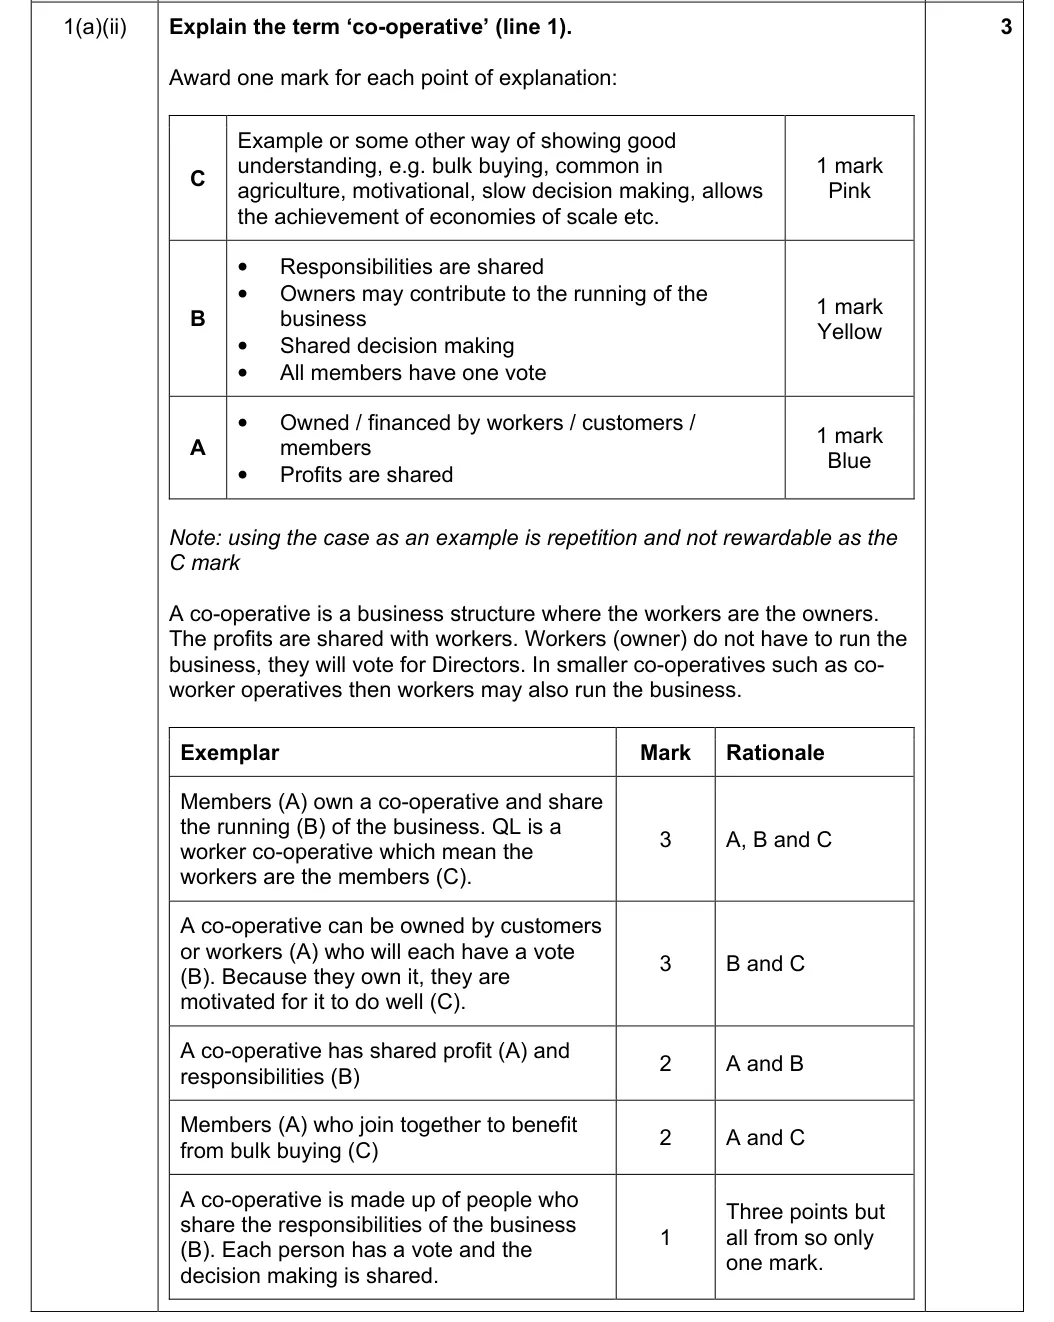 1(a)(ii)
Explain the term ‘co-operative’ (line 1).
3
Award one mark for each point of explanation:
C
Example or some other way of showing good
understanding, e.g. bulk buying, common in
agriculture, motivational, slow decision making, allows
the achievement of economies of scale etc.
1 mark
Pink
B
• Responsibilities are shared
• Owners may contribute to the running of the
business
• Shared decision making
• All members have one vote
1 mark
Yellow
A
• Owned / financed by workers / customers /
members
• Profits are shared
1 mark
Blue
Note: using the case as an example is repetition and not rewardable as the
C mark
A co-operative is a business structure where the workers are the owners.
The profits are shared with workers. Workers (owner) do not have to run the
business, they will vote for Directors. In smaller co-operatives such as co-
worker operatives then workers may also run the business.
Exemplar
Mark
Rationale
Members (A) own a co-operative and share
the running (B) of the business. QL is a
worker co-operative which mean the
workers are the members (C).
3
A, B and C
A co-operative can be owned by customers
or workers (A) who will each have a vote
(B). Because they own it, they are
motivated for it to do well (C).
3
B and C
A co-operative has shared profit (A) and
responsibilities (B)
2
A and B
Members (A) who join together to benefit
from bulk buying (C)
2
A and C
A co-operative is made up of people who
share the responsibilities of the business
(B). Each person has a vote and the
decision making is shared.
1
Three points but
all from so only
one mark.